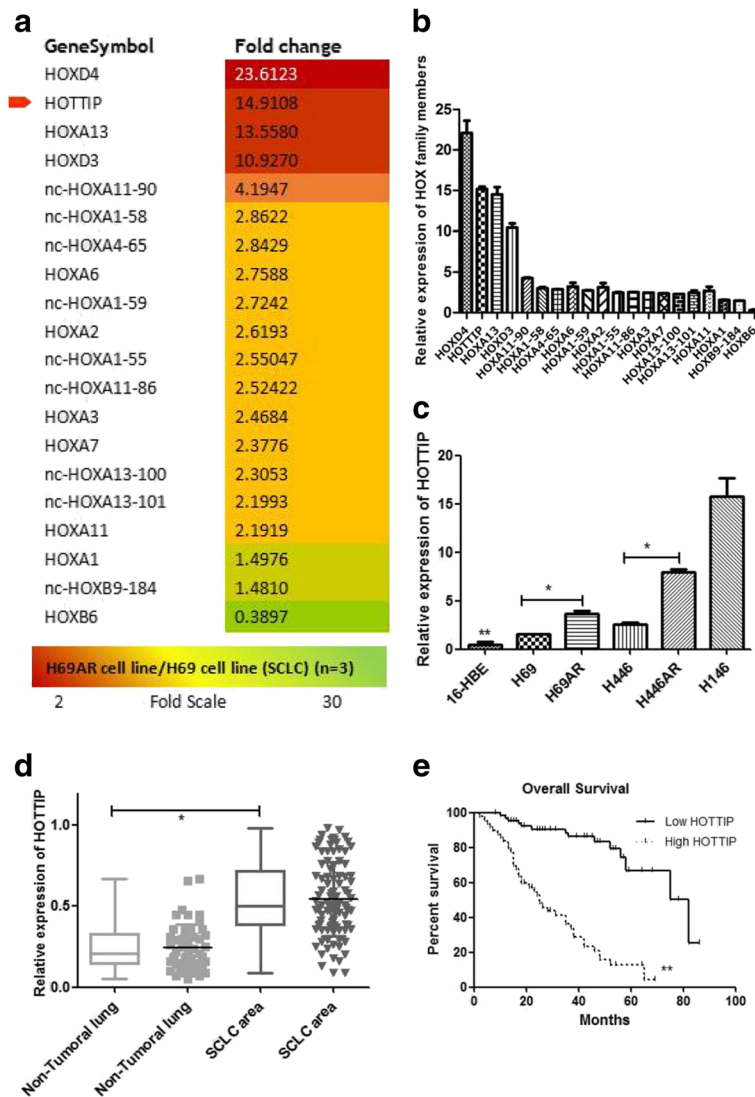 a
GeneSymbol Fold change
HOXD4 23.6123
HOTTIP 14.9108
HOXA13 13.5580
HOXD3 10.9270
nc-HOXA11-90 4.1947
nc-HOXA1-58 2.8622
nc-HOXA4-65 2.8429
HOXA6 2.7588
nc-HOXA1-59 2.7242
HOXA2 2.6193
nc-HOXA1-55 2.55047
nc-HOXA11-86 2.52422
HOXA3 2.4684
HOXA7 2.3776
nc-HOXA13-100 2.3053
nc-HOXA13-101 2.1993
HOXA11 2.1919
HOXA1 1.4976
nc-HOXB9-184 1.4810
HOXB6 0.3897
H69AR cell line/H69 cell line (SCLC) (n=3)
2 Fold Scale 30
b
Relative expression of HOX family members
25
20
15
10
5
0
HOXD4
HOTTIP
HOXA13
HOXD3
HOXA11-90
HOXA1-58
HOXA4-65
HOXA6
HOXA1-59
HOXA2
HOXA1-55
HOXA11-86
HOXA3
HOXA7
HOXA13-100
HOXA13-101
HOXA11
HOXA1
HOXB9-184
HOXB6
c
Relative expression of HOTTIP
20
15
10
5
0
**
*
*
16-HBE
H69
H69AR
H446
H446AR
H146
d
Relative expression of HOTTIP
1.0
0.5
0.0
*
Non-Tumoral lung
Non-Tumoral lung
SCLC area
SCLC area
e
Overall Survival
Percent survival
100
80
60
40
20
0
Low HOTTIP
High HOTTIP
**
0 20 40 60 80 100
Months